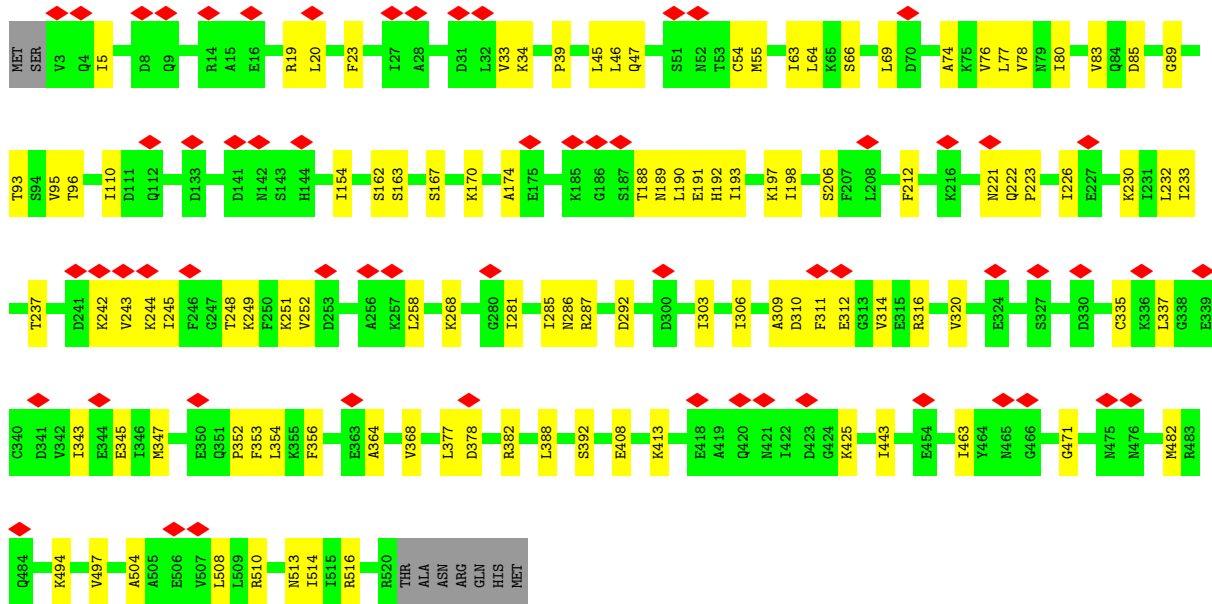 MET SER V3 Q4 I5 D8 Q9 R14 A15 E16 R19 L20 F23 I27 A28 D31 L32 V33 K34 P39 L45 L46 Q47 S51 N52 T53 C54 M55 I63 L64 K65 S66 L69 D70 A74 K75 V76 L77 V78 N79 I80 V83 Q84 D85 G89
T93 S94 V95 T96 I110 D111 Q112 D133 D141 N142 S143 H144 I154 S162 S163 S167 K170 A174 E175 K185 G186 S187 T188 N189 L190 E191 H192 I193 K197 I198 S206 F207 L208 F212 K216 N221 Q222 P223 I226 E227 K230 I231 L232 I233
T237 D241 K242 V243 K244 I245 F246 G247 T248 K249 F250 K251 V252 D253 A256 K257 L258 K268 G280 I281 I285 N286 R287 D292 D300 I303 I306 A309 D310 F311 E312 G313 V314 E315 R316 V320 E324 S327 D330 C335 K336 L337 G338 E339
C340 D341 V342 I343 E344 E345 I346 M347 E350 Q351 P352 F353 L354 K355 F356 E363 A364 V368 L377 D378 R382 L388 S392 E408 K413 E418 A419 Q420 N421 I422 D423 G424 K425 I443 E454 I463 Y464 N465 G466 G471 N475 N476 M482 R483
Q484 K494 V497 A504 A505 E506 V507 L508 L509 R510 N513 I514 I515 R516 R520 THR ALA ASN ARG GLN HIS MET